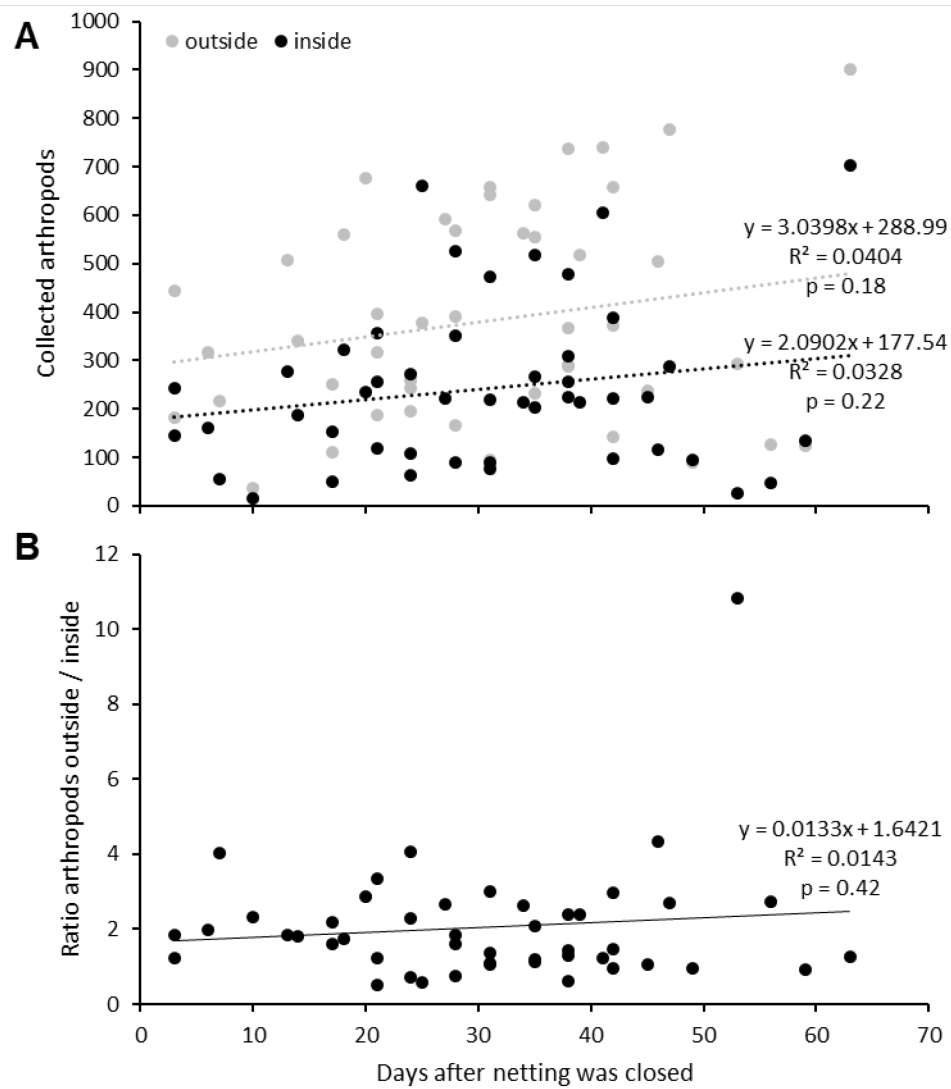 A
outside inside
1000
900
800
700
600
500
400
300
200
100
0
Collected arthropods
y = 3.0398x + 288.99
R² = 0.0404
p = 0.18
y = 2.0902x + 177.54
R² = 0.0328
p = 0.22
B
12
10
8
6
4
2
0
Ratio arthropods outside / inside
y = 0.0133x + 1.6421
R² = 0.0143
p = 0.42
0 10 20 30 40 50 60 70
Days after netting was closed